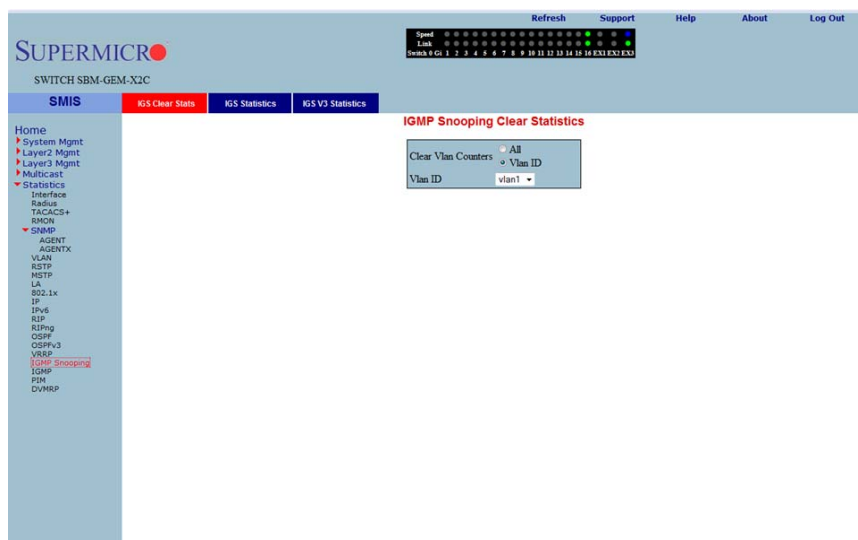 Refresh Support Help About Log Out
SUPERMICRO
SWITCH SBM-GEM-X2C
Speed
Link
Switch 0 Gi 1 2 3 4 5 6 7 8 9 10 11 12 13 14 15 16 EX1 EX2 EX3
SMIS
IGS Clear Stats IGS Statistics IGS V3 Statistics
Home
System Mgmt
Layer2 Mgmt
Layer3 Mgmt
Multicast
Statistics
Interface
Radius
TACACS+
RMON
SNMP
AGENT
AGENTX
VLAN
RSTP
MSTP
LA
802.1x
IP
IPv6
RIP
RIPng
OSPF
OSPFv3
VRRP
IGMP Snooping
IGMP
PIM
DVMRP
IGMP Snooping Clear Statistics
Clear Vlan Counters
All
Vlan ID
Vlan ID vlan1